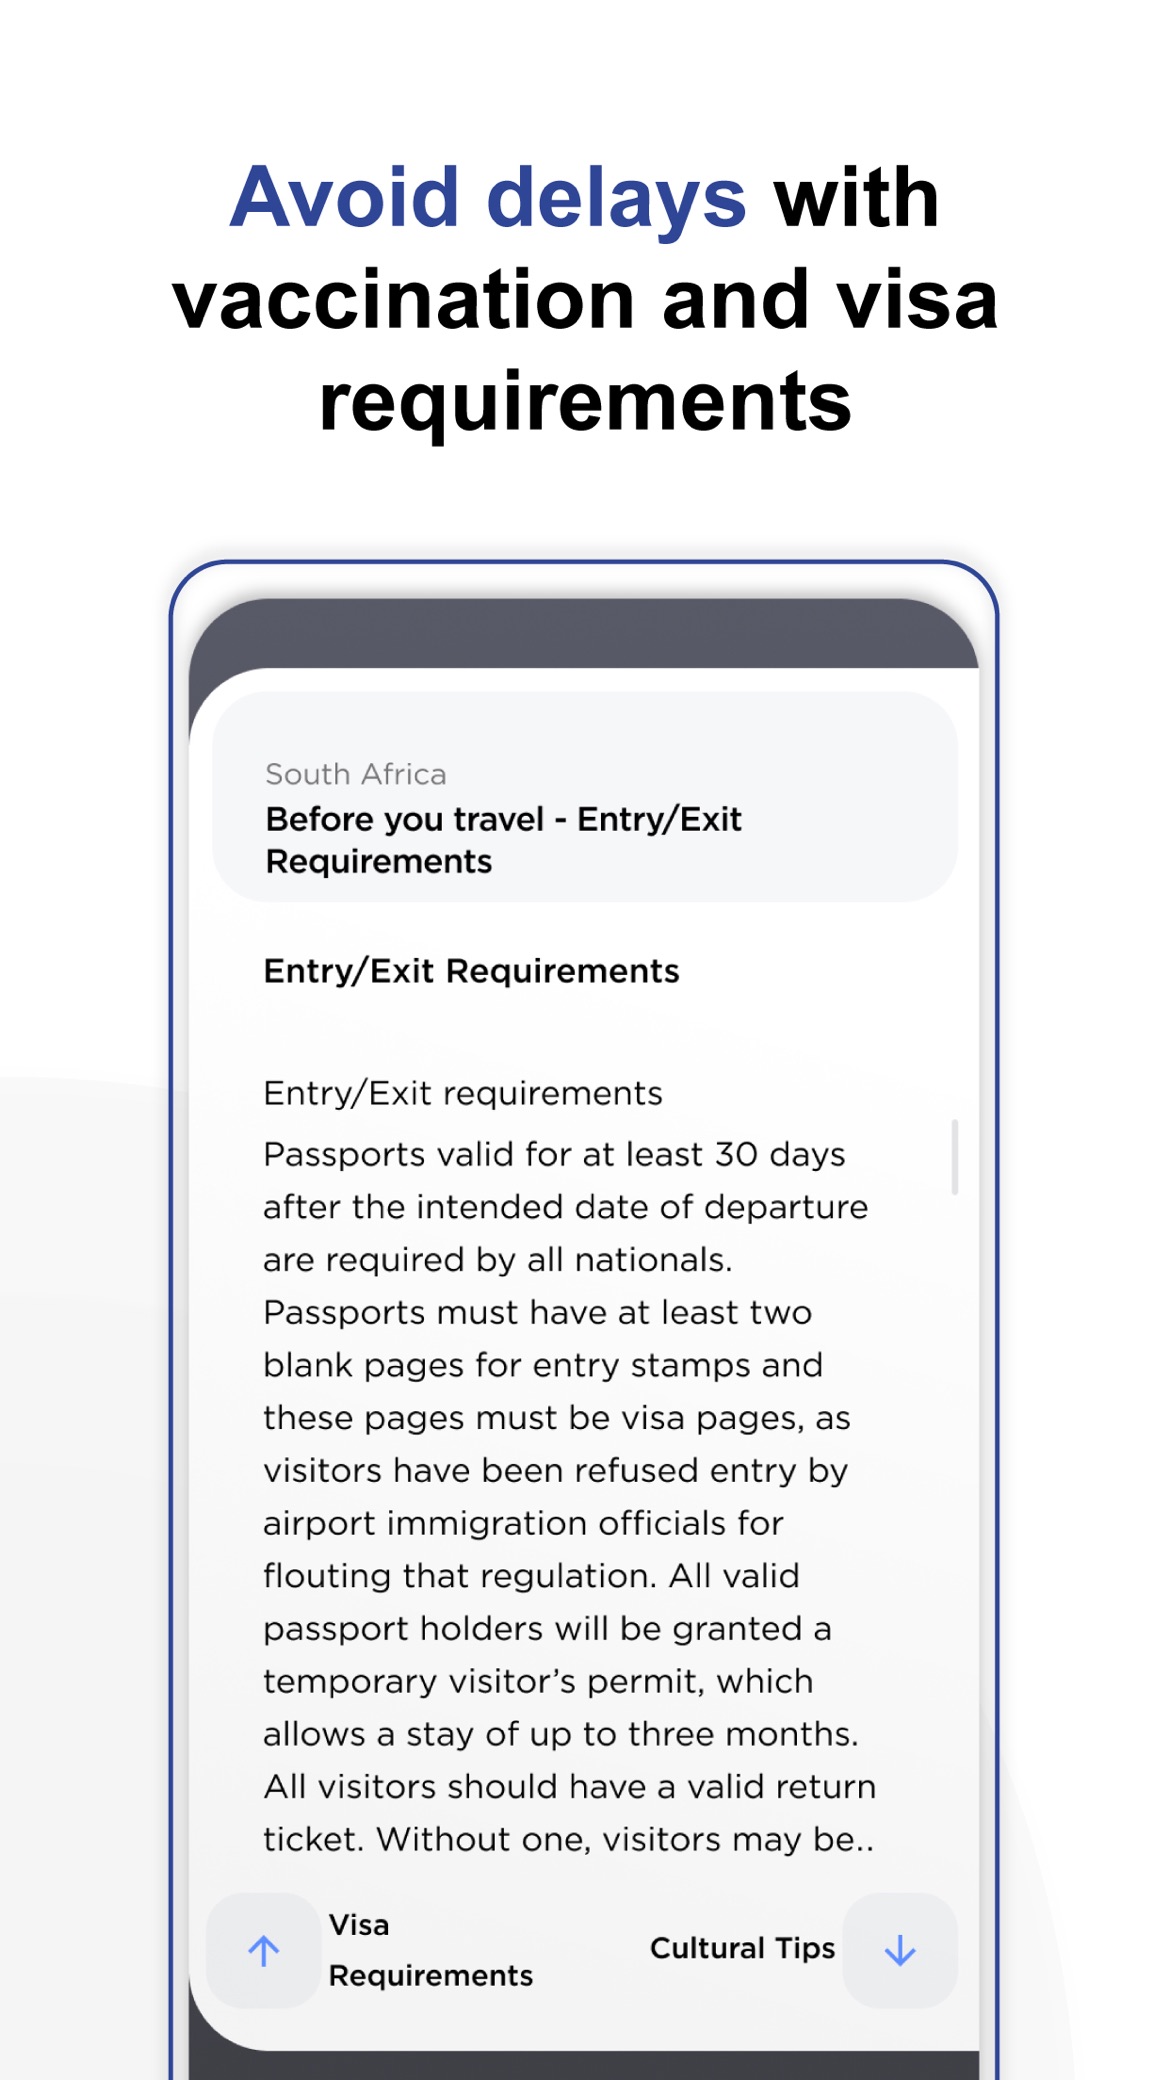 Avoid delays with
vaccination and visa
requirements
South Africa
Before you travel - Entry/Exit
Requirements
Entry/Exit Requirements
Entry/Exit requirements
Passports valid for at least 30 days
after the intended date of departure
are required by all nationals.
Passports must have at least two
blank pages for entry stamps and
these pages must be visa pages, as
visitors have been refused entry by
airport immigration officials for
flouting that regulation. All valid
passport holders will be granted a
temporary visitor’s permit, which
allows a stay of up to three months.
All visitors should have a valid return
ticket. Without one, visitors may be..
Visa
Requirements
Cultural Tips